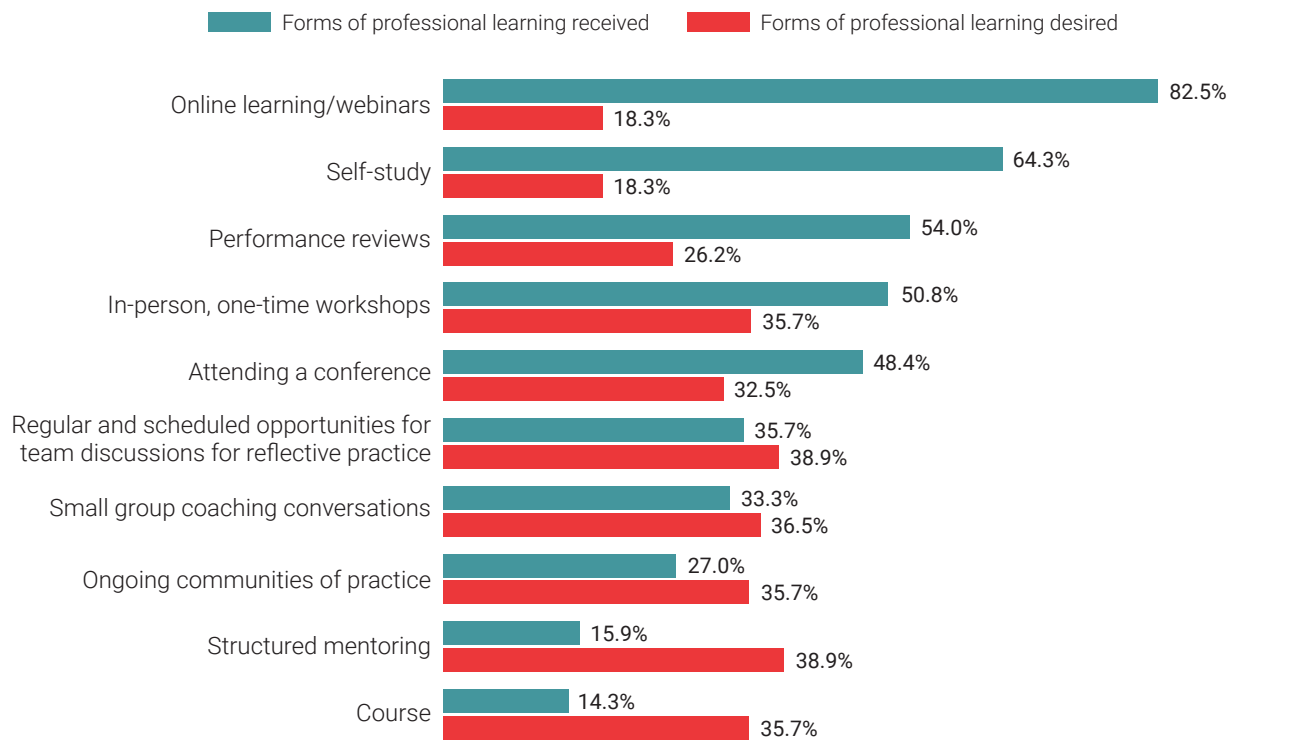 Forms of professional learning received
Forms of professional learning desired
Online learning/webinars
82.5%
18.3%
Self-study
64.3%
18.3%
Performance reviews
54.0%
26.2%
In-person, one-time workshops
50.8%
35.7%
Attending a conference
48.4%
32.5%
Regular and scheduled opportunities for
team discussions for reflective practice
35.7%
38.9%
Small group coaching conversations
33.3%
36.5%
Ongoing communities of practice
27.0%
35.7%
Structured mentoring
15.9%
38.9%
Course
14.3%
35.7%